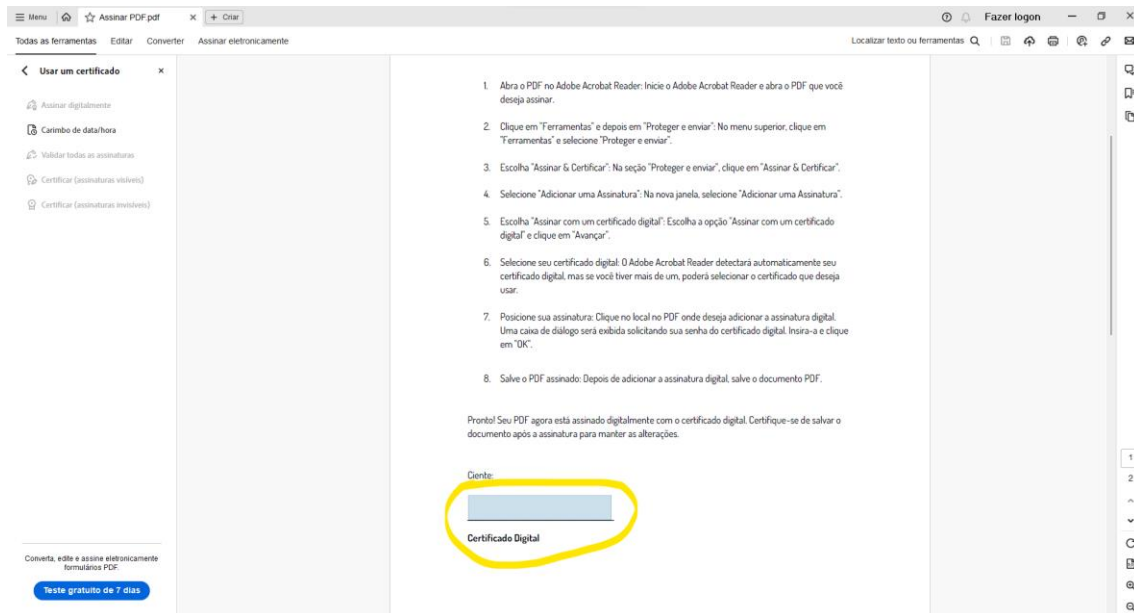 Menu
Assinar PDF.pdf
+ Criar
Fazer logon
Todas as ferramentas Editar Converter Assinar eletronicamente
Localizar texto ou ferramentas
Usar um certificado
Assinar digitalmente
Carimbo de data/hora
Validar todas as assinaturas
Certificar (assinaturas visíveis)
Certificar (assinaturas invisíveis)
1. Abra o PDF no Adobe Acrobat Reader: Inicie o Adobe Acrobat Reader e abra o PDF que você
deseja assinar.
2. Clique em "Ferramentas" e depois em "Proteger e enviar": No menu superior, clique em
"Ferramentas" e selecione "Proteger e enviar".
3. Escolha "Assinar & Certificar": Na seção "Proteger e enviar", clique em "Assinar & Certificar".
4. Selecione "Adicionar uma Assinatura": Na nova janela, selecione "Adicionar uma Assinatura".
5. Escolha "Assinar com um certificado digital": Escolha a opção "Assinar com um certificado
digital" e clique em "Avançar".
6. Selecione seu certificado digital: O Adobe Acrobat Reader detectará automaticamente seu
certificado digital, mas se você tiver mais de um, poderá selecionar o certificado que deseja
usar.
7. Posicione sua assinatura: Clique no local no PDF onde deseja adicionar a assinatura digital.
Uma caixa de diálogo será exibida solicitando sua senha do certificado digital. Insira-a e clique
em "OK".
8. Salve o PDF assinado: Depois de adicionar a assinatura digital, salve o documento PDF.
Pronto! Seu PDF agora está assinado digitalmente com o certificado digital. Certifique-se de salvar o
documento após a assinatura para manter as alterações.
Ciente:
Certificado Digital
Converta, edite e assine eletronicamente
formulários PDF.
Teste gratuito de 7 dias
1
2